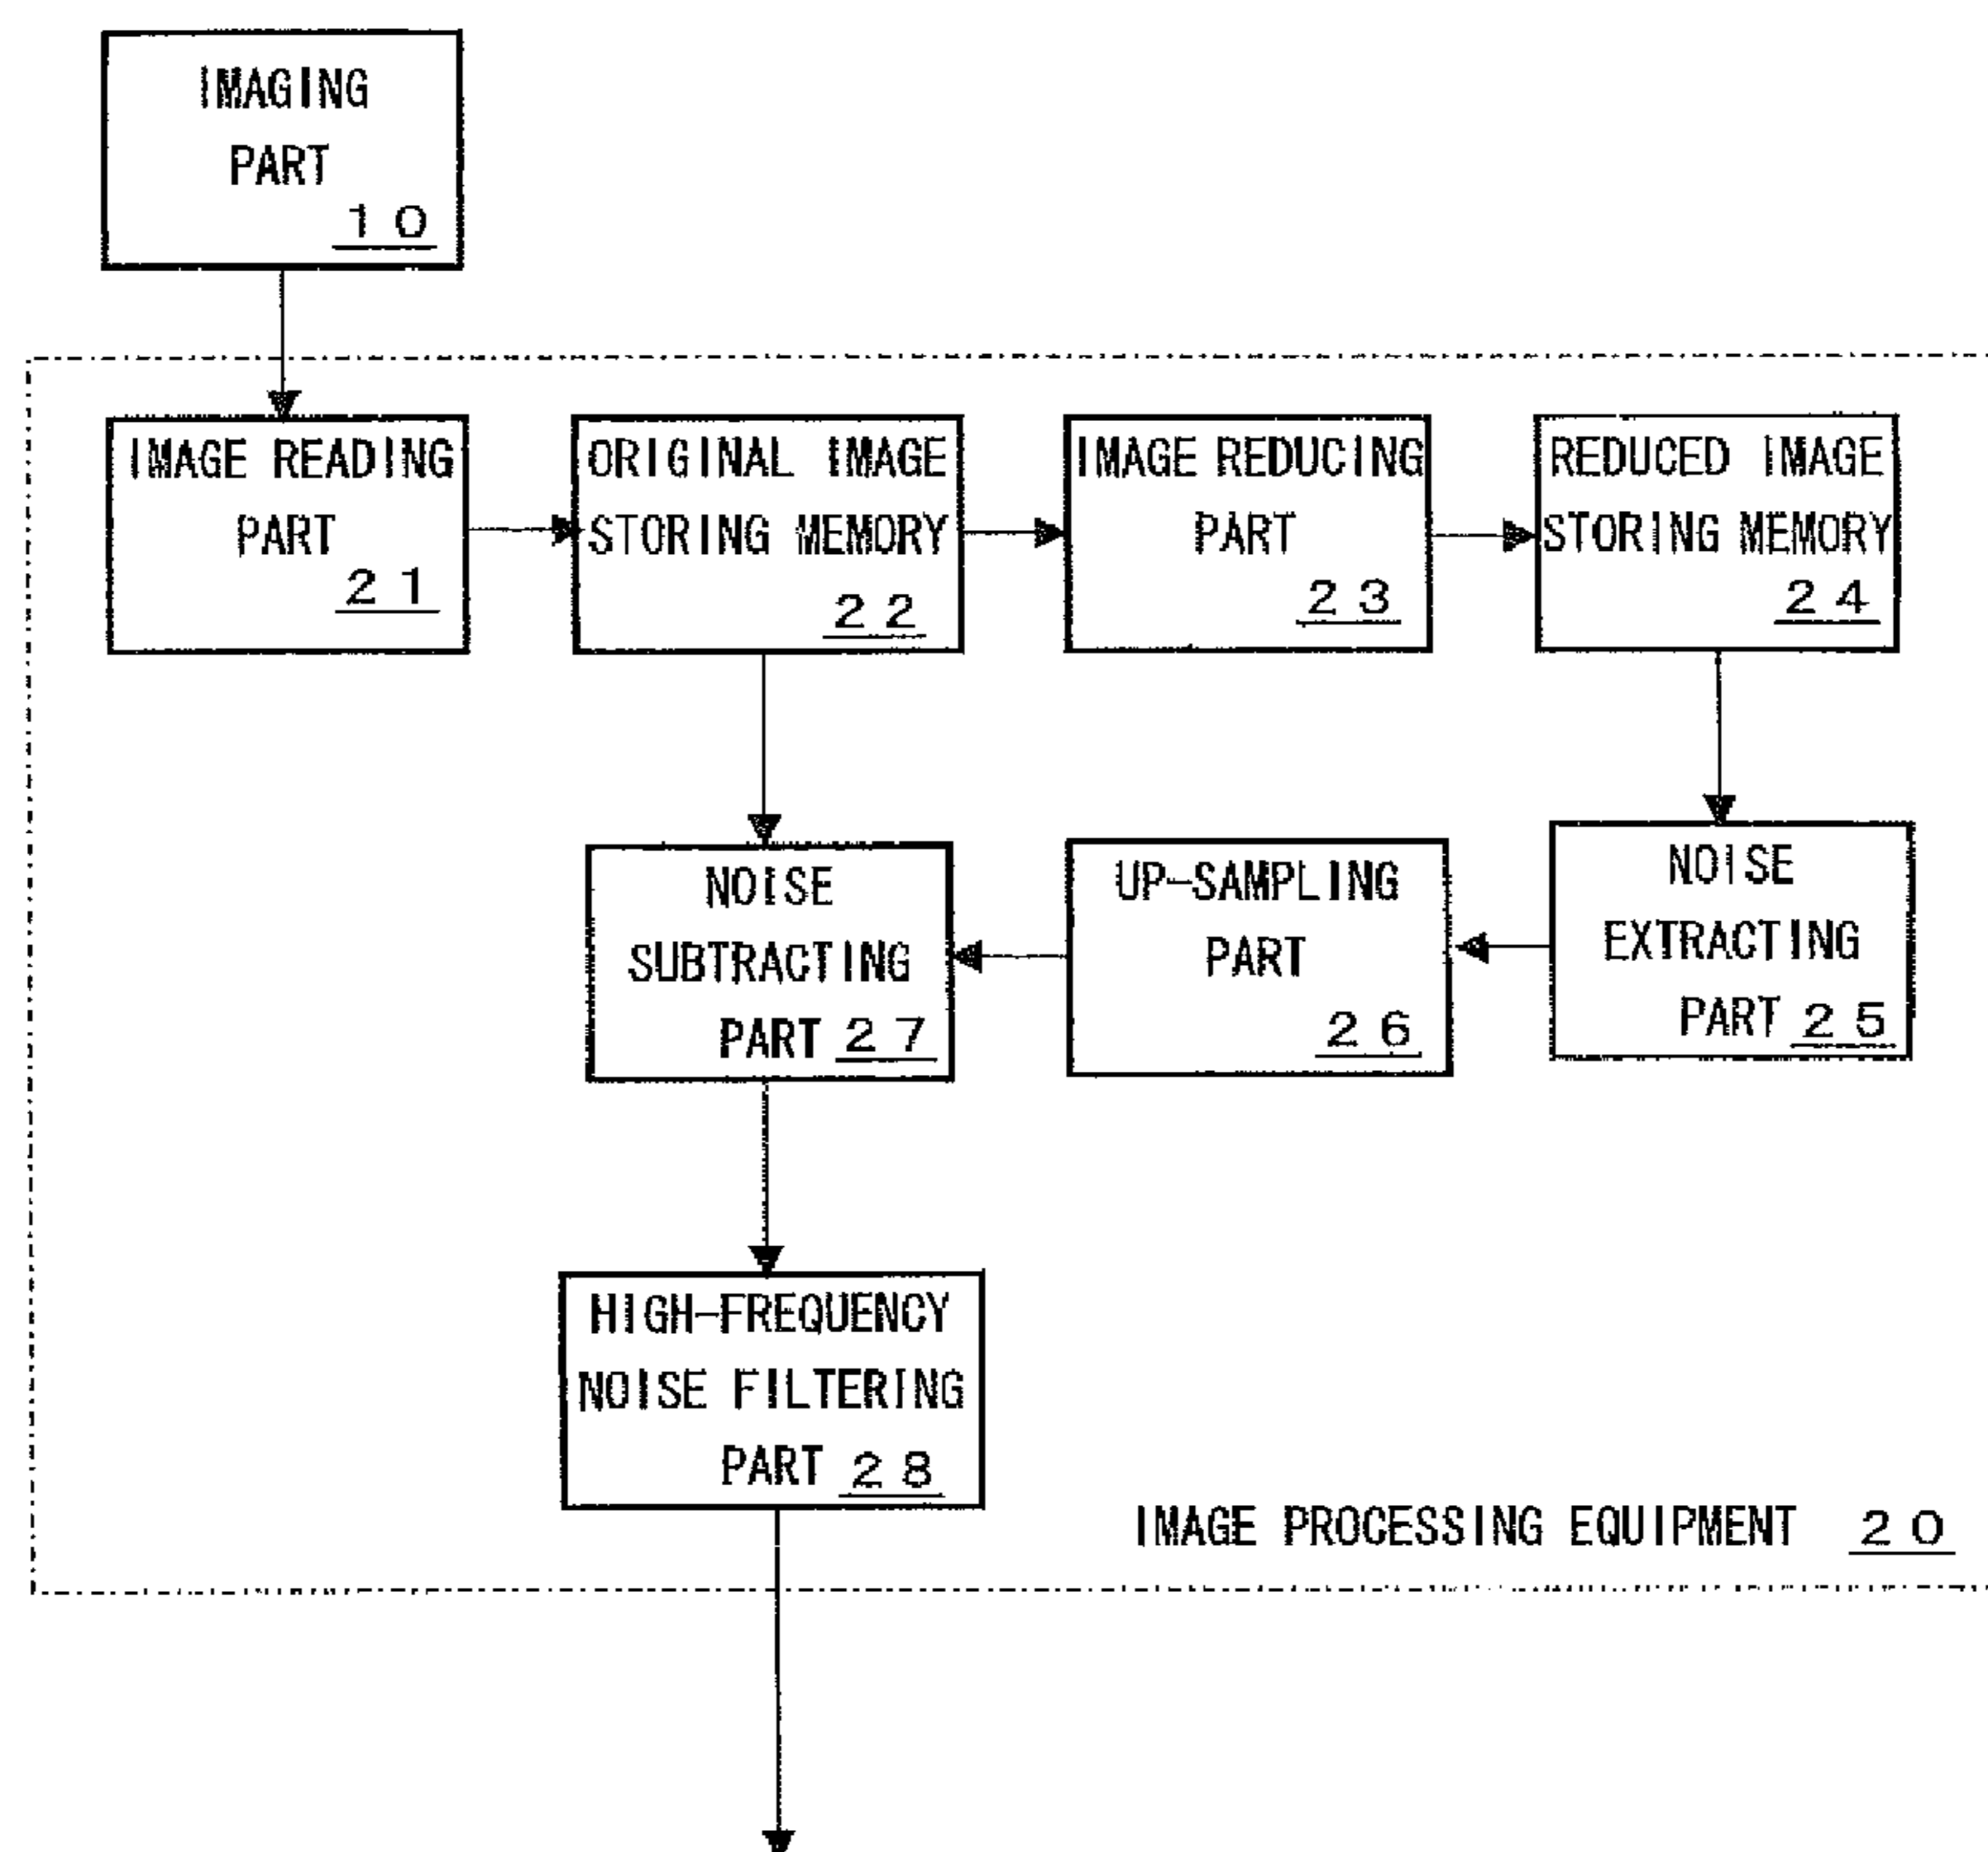 IMAGING
PART
10
IMAGE READING
PART
21
ORIGINAL IMAGE
STORING MEMORY
22
IMAGE REDUCING
PART
23
REDUCED IMAGE
STORING MEMORY
24
NOISE
SUBTRACTING
PART 27
UP-SAMPLING
PART
26
NOISE
EXTRACTING
PART 25
HIGH-FREQUENCY
NOISE FILTERING
PART 28
IMAGE PROCESSING EQUIPMENT 20